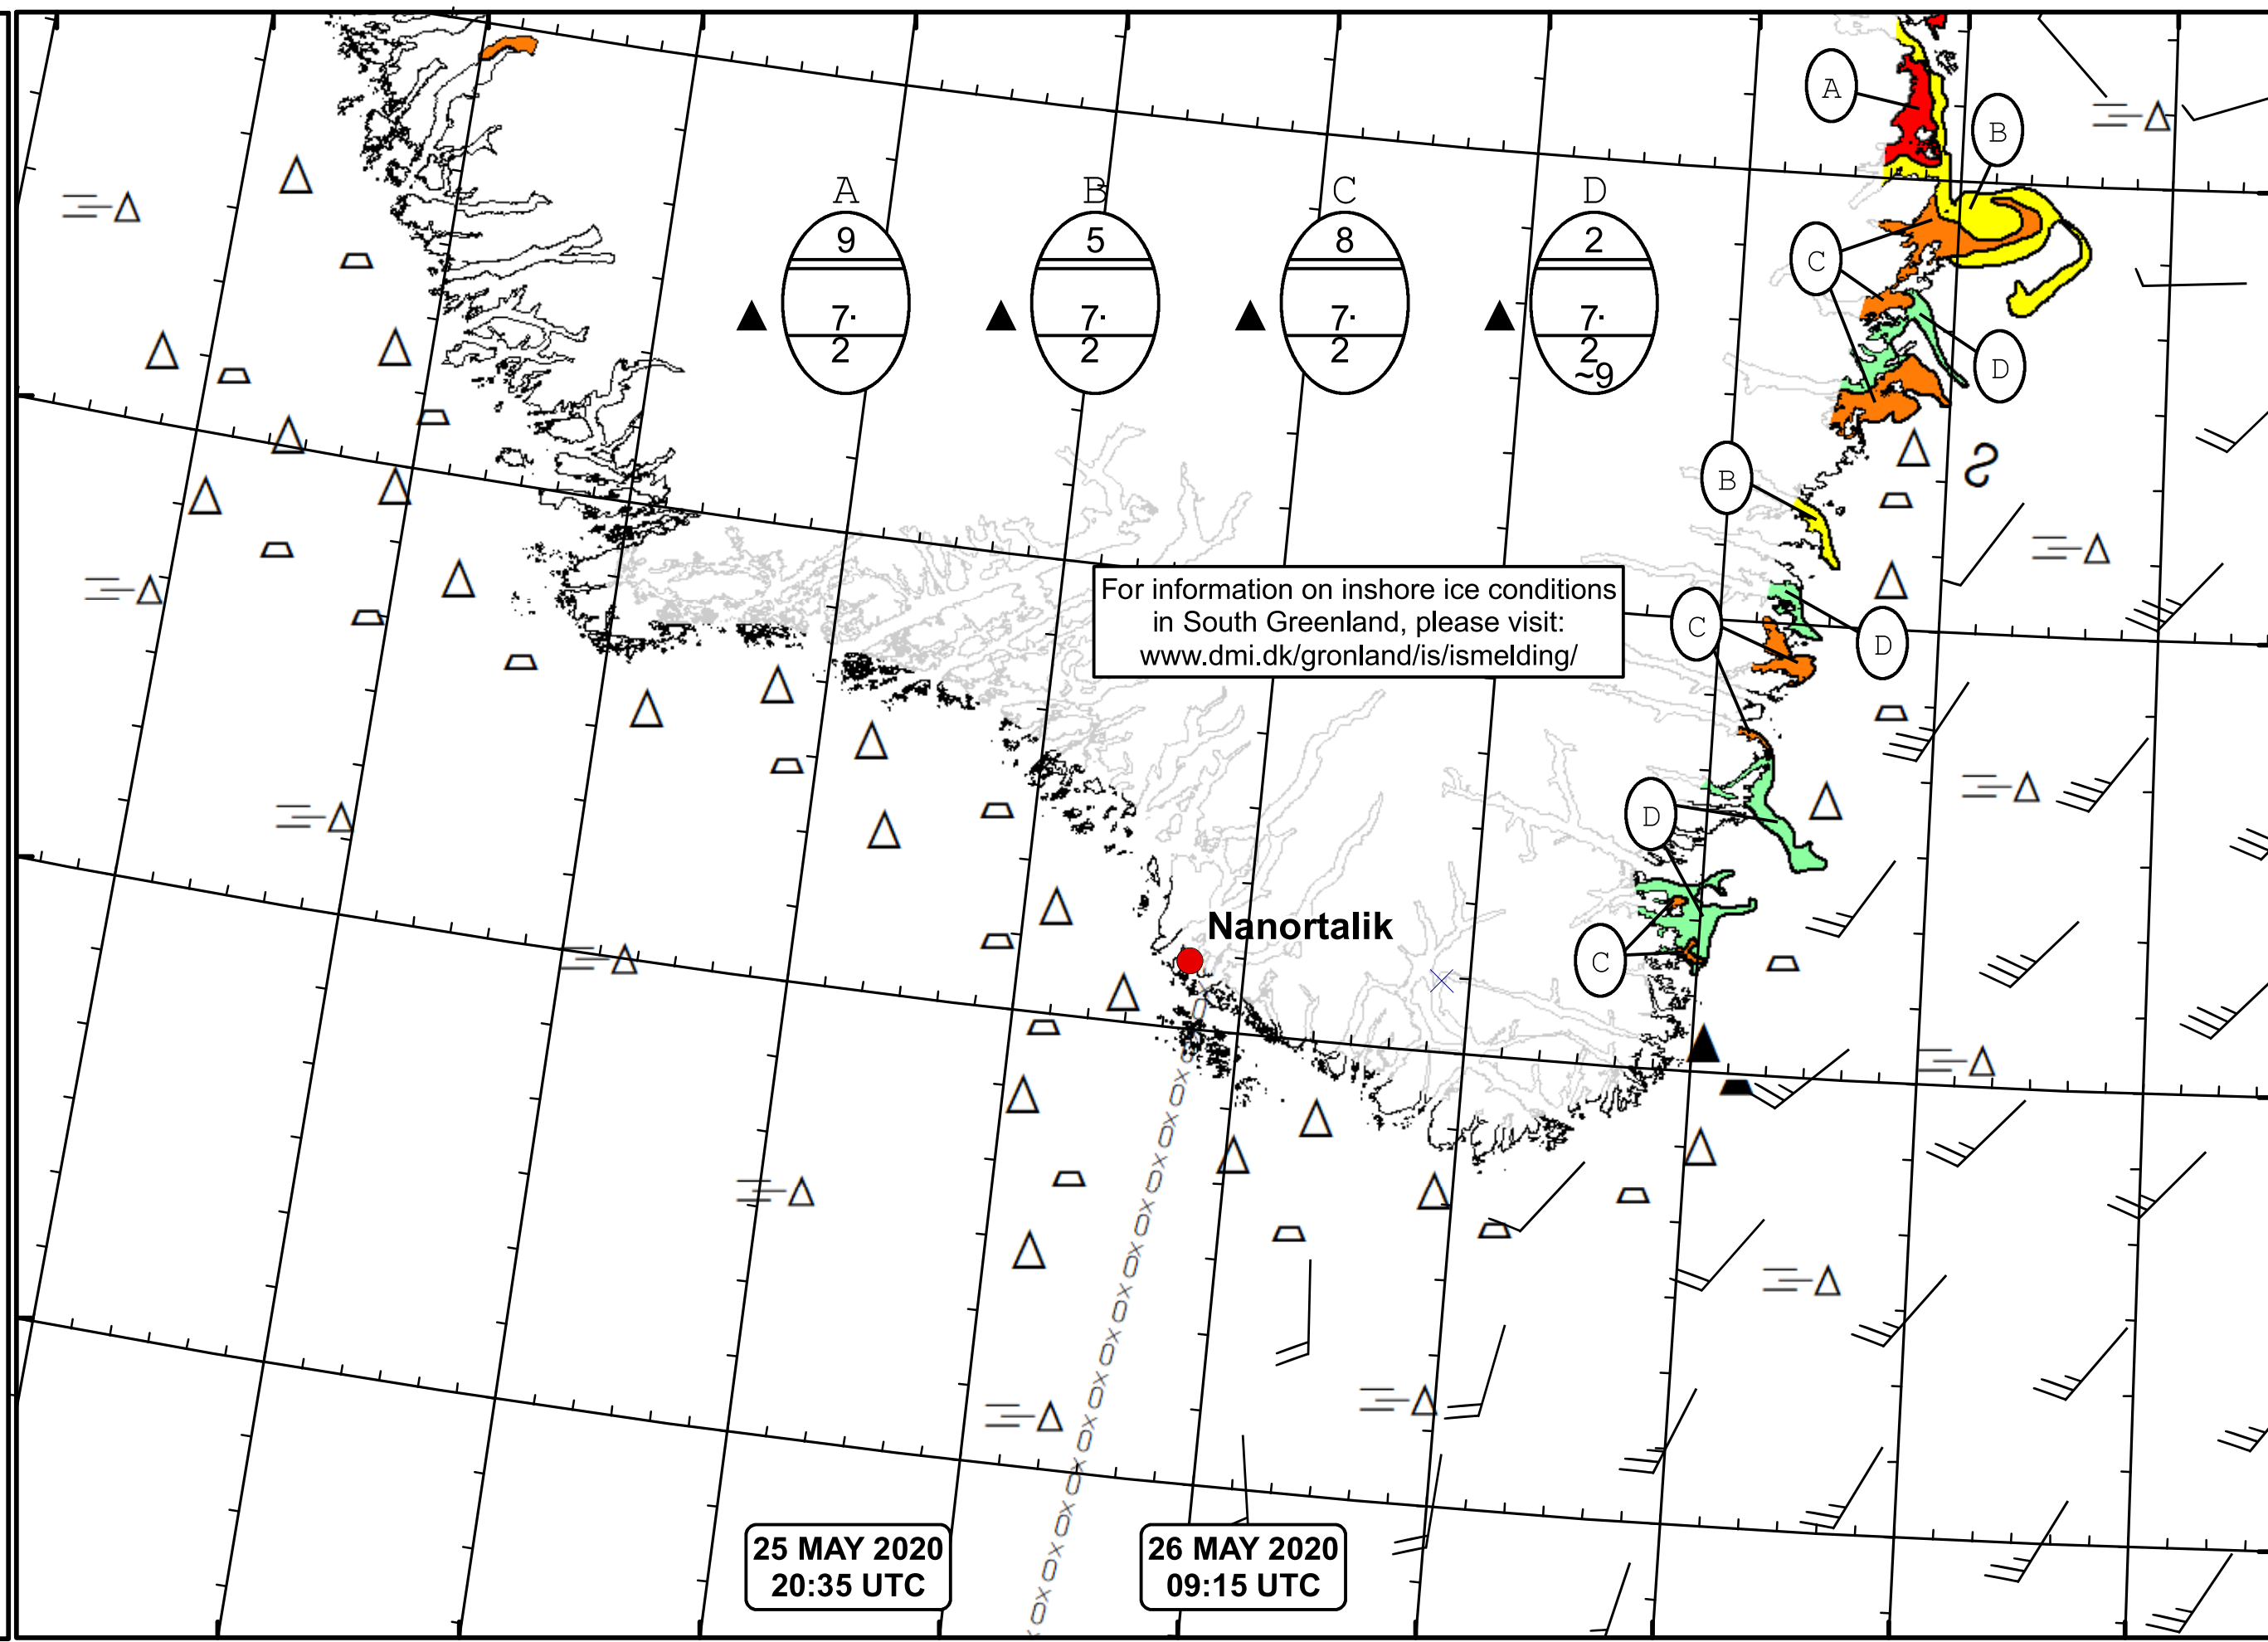 A
B
A B C D
9 5 8 2
7· 7· 7· 7·
2 2 2 2
~9
C
D
B
For information on inshore ice conditions
in South Greenland, please visit:
www.dmi.dk/gronland/is/ismelding/
C
D
D
Nanortalik
C
25 MAY 2020
20:35 UTC
26 MAY 2020
09:15 UTC